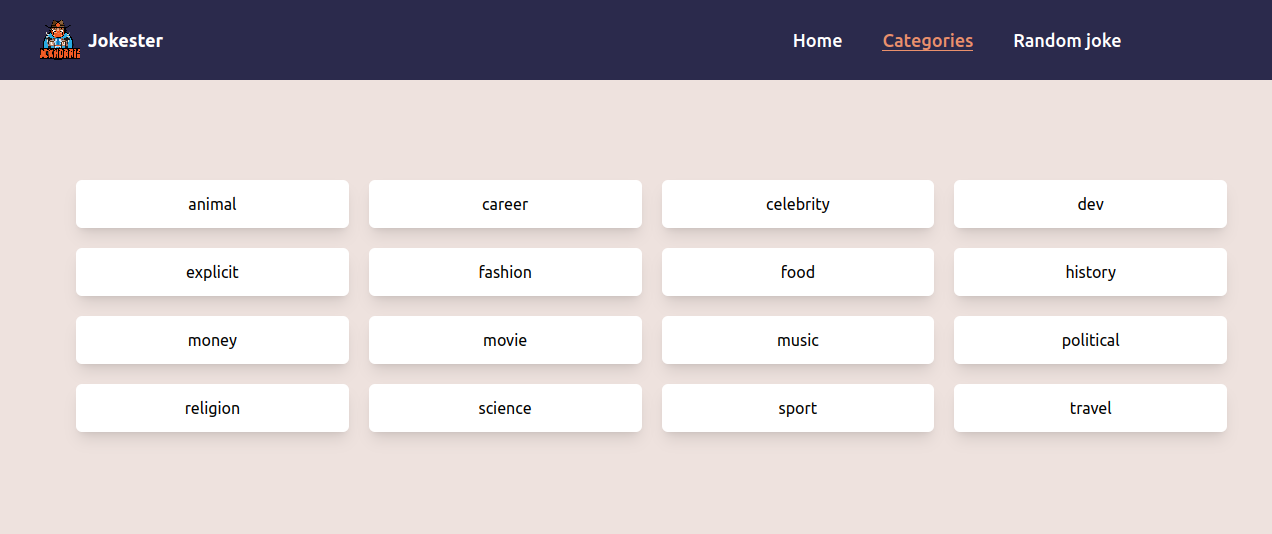 Jokester
Home Categories Random joke
animal career celebrity dev
explicit fashion food history
money movie music political
religion science sport travel